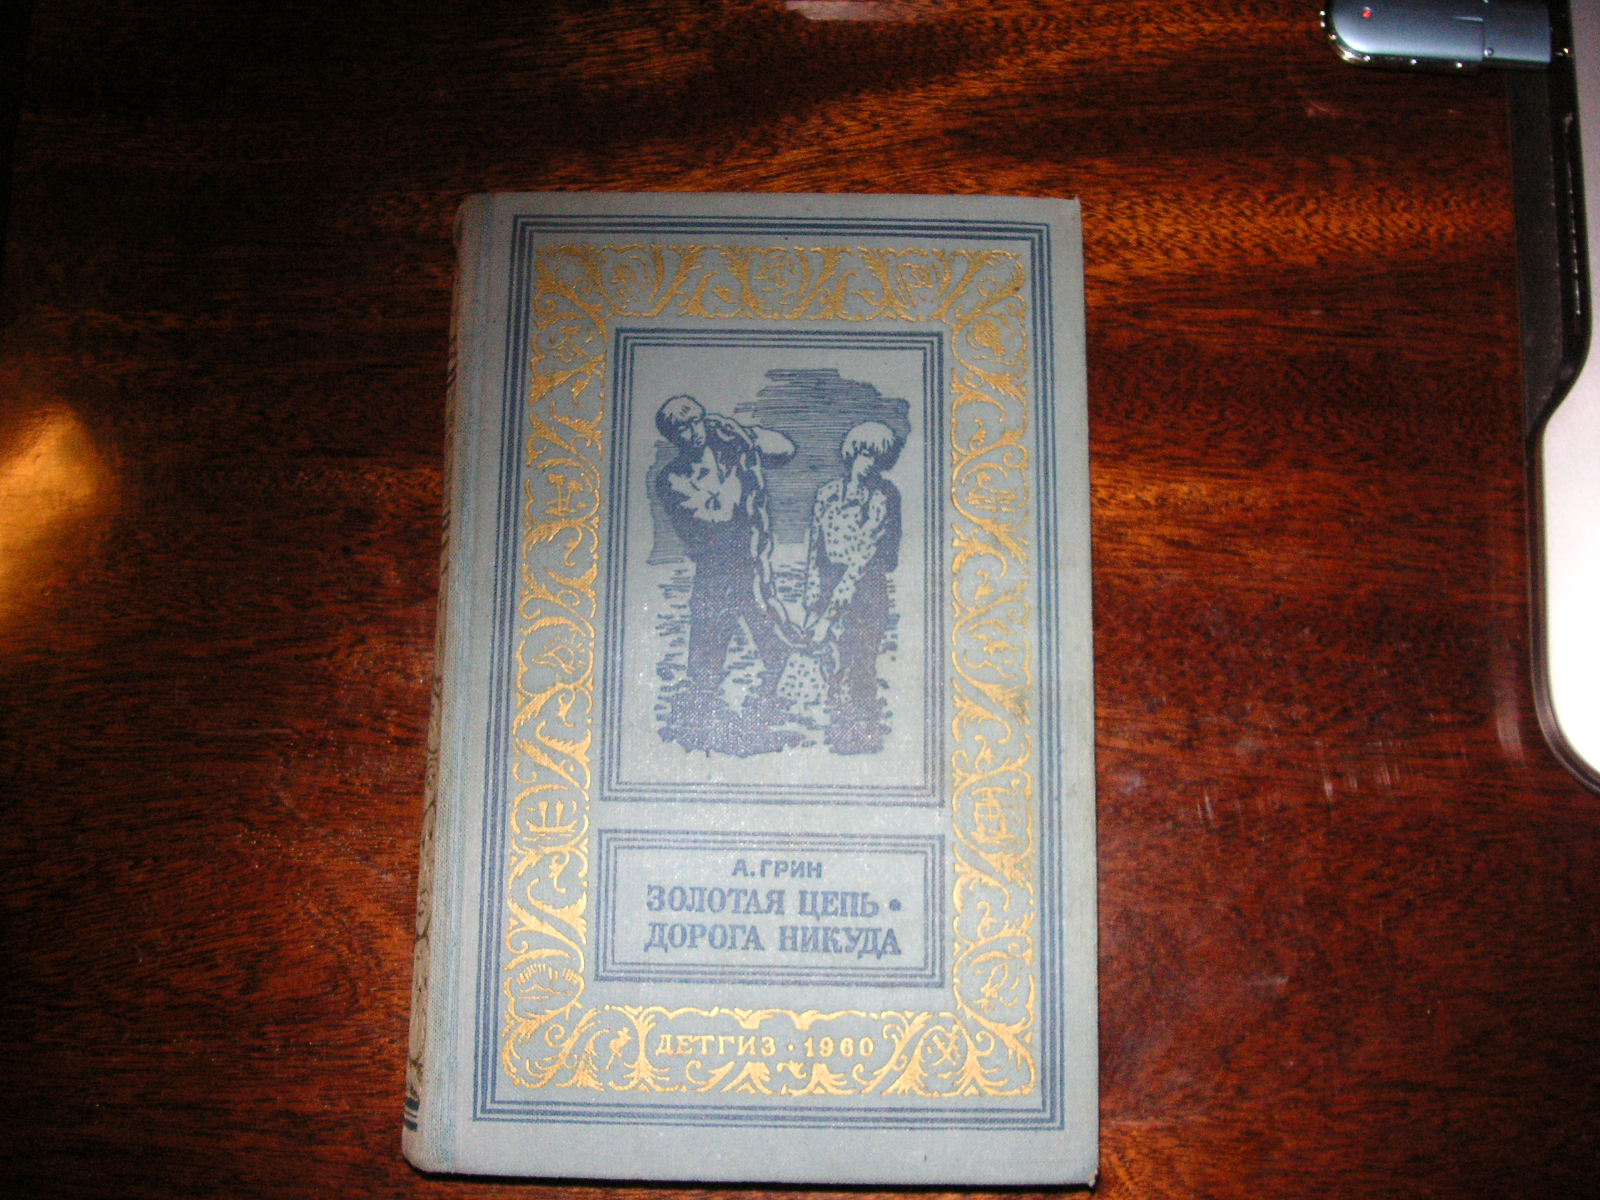 А. ГРИН
ЗОЛОТАЯ ЦЕПЬ •
ДОРОГА НИКУДА
ДЕТГИЗ • 1960